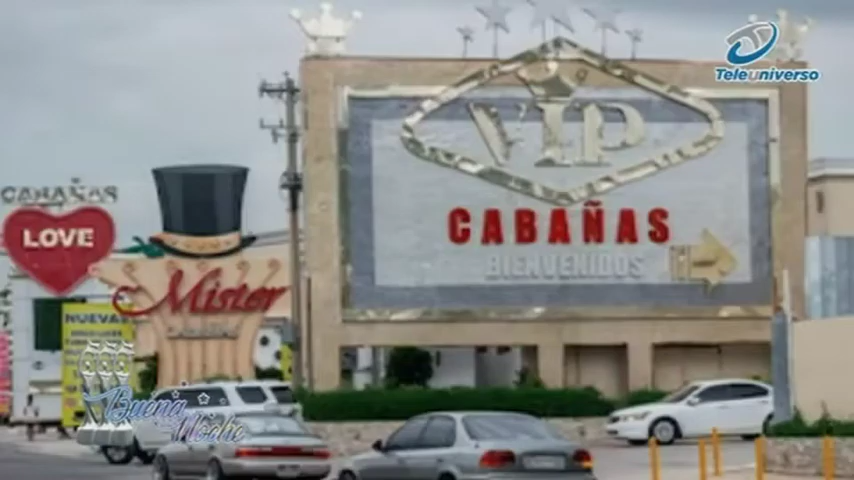 Teleuniverso
VIP
CABAÑAS
BIENVENIDOS
CABAÑAS
LOVE
Mister
NUEVAS
Buena
Noche